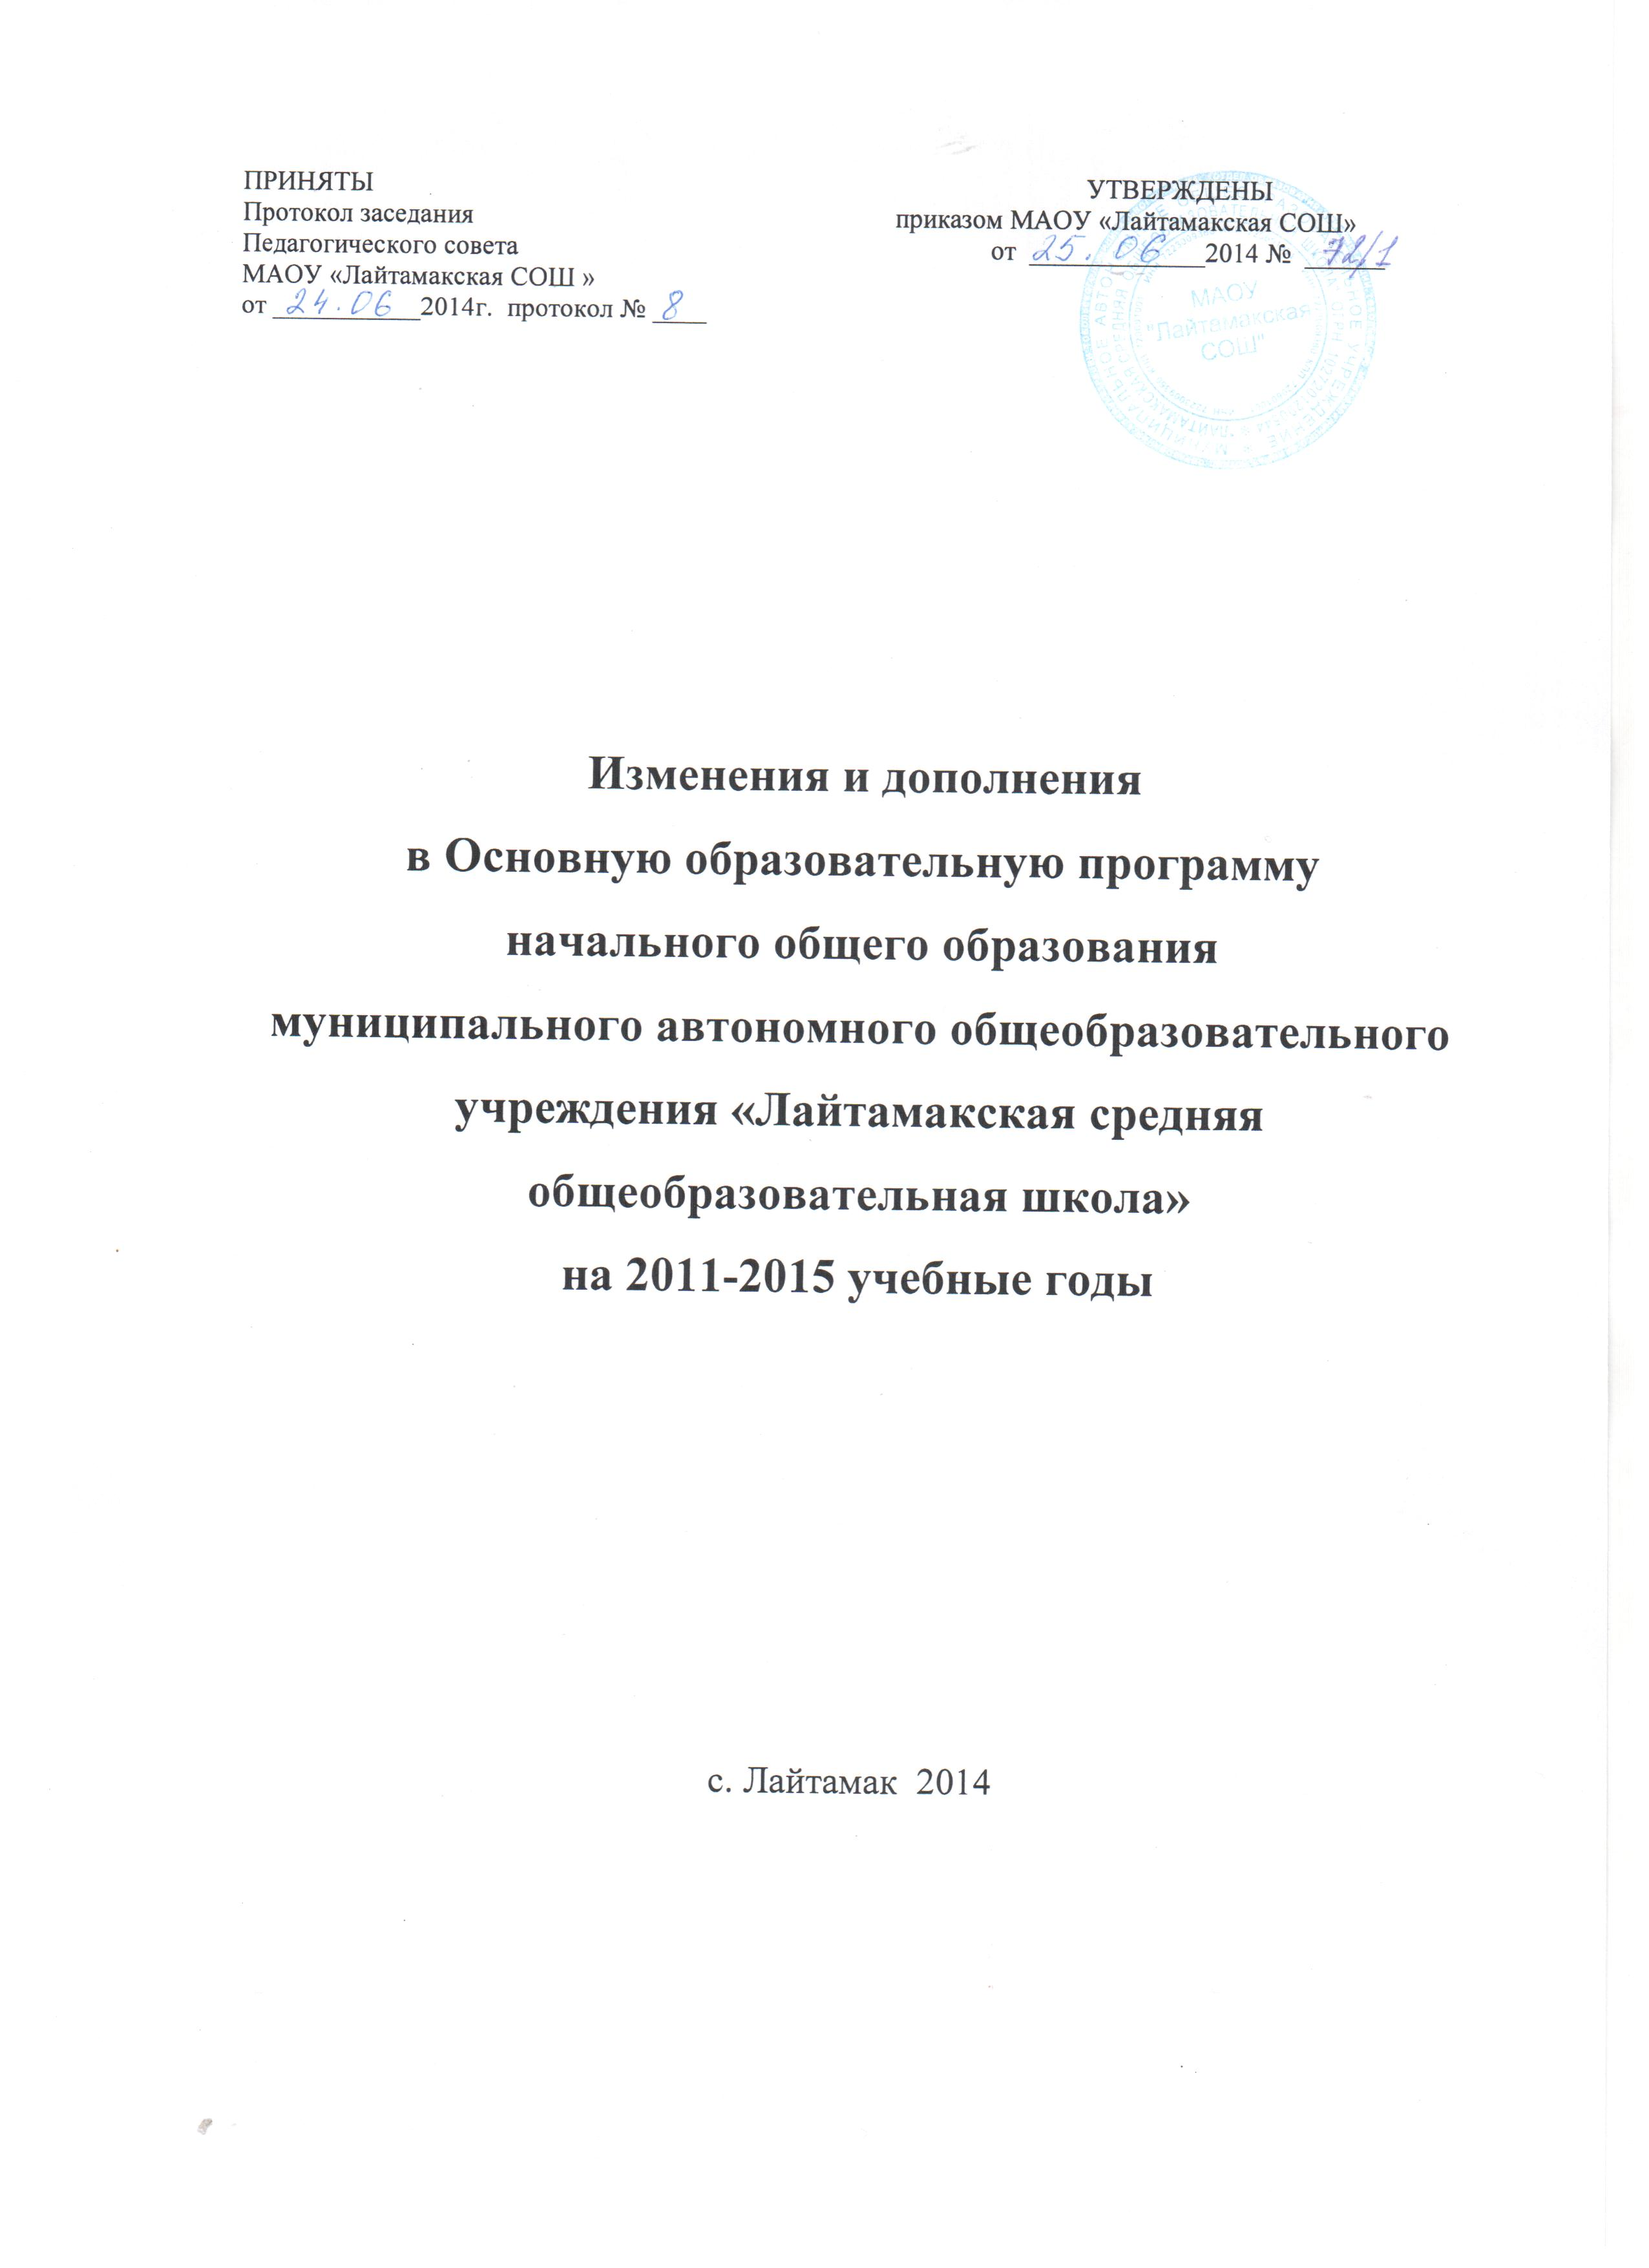 ПРИНЯТЫ
Протокол заседания
Педагогического совета
МАОУ «Лайтамакская СОШ »
от 24.06 2014г. протокол № 8
УТВЕРЖДЕНЫ
приказом МАОУ «Лайтамакская СОШ»
от 25.06 2014 № 72/1
МАОУ
"Лайтамакская
СОШ"
Изменения и дополнения
в Основную образовательную программу
начального общего образования
муниципального автономного общеобразовательного
учреждения «Лайтамакская средняя
общеобразовательная школа»
на 2011-2015 учебные годы
с. Лайтамак 2014